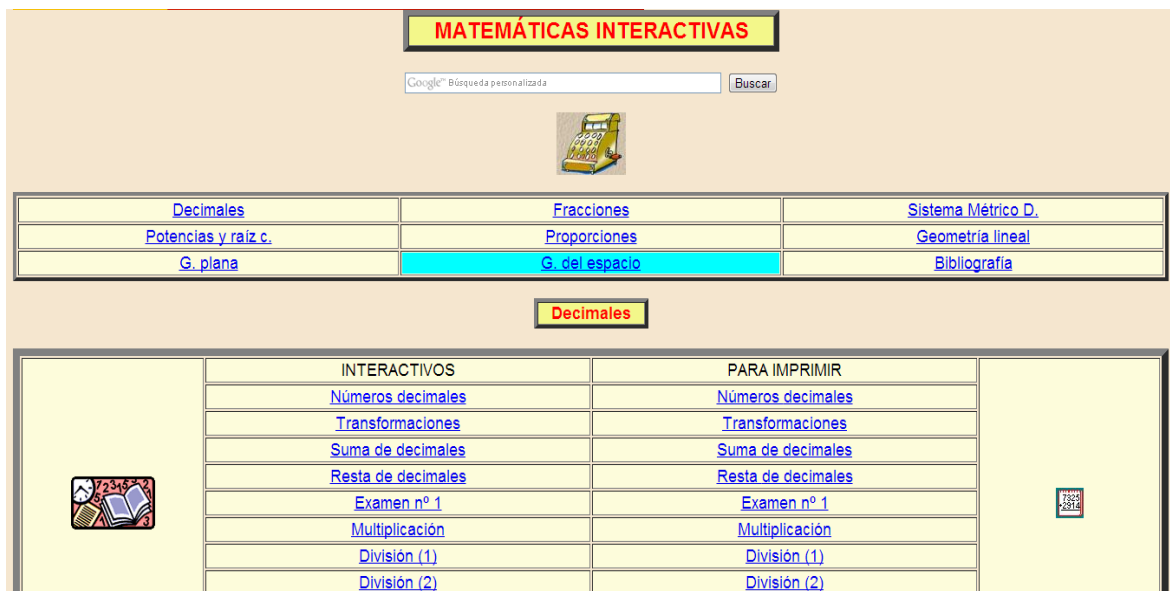 MATEMÁTICAS INTERACTIVAS
Google™ Búsqueda personalizada Buscar
Decimales Fracciones Sistema Métrico D.
Potencias y raíz c. Proporciones Geometría lineal
G. plana G. del espacio Bibliografía
Decimales
INTERACTIVOS PARA IMPRIMIR
Números decimales Números decimales
Transformaciones Transformaciones
Suma de decimales Suma de decimales
Resta de decimales Resta de decimales
Examen nº 1 Examen nº 1
Multiplicación Multiplicación
División (1) División (1)
División (2) División (2)
7325
+2914